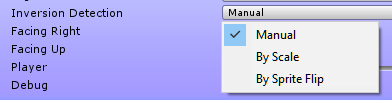 Inversion Detection Manual
Facing Right
Facing Up
Player
Debug
Manual
By Scale
By Sprite Flip